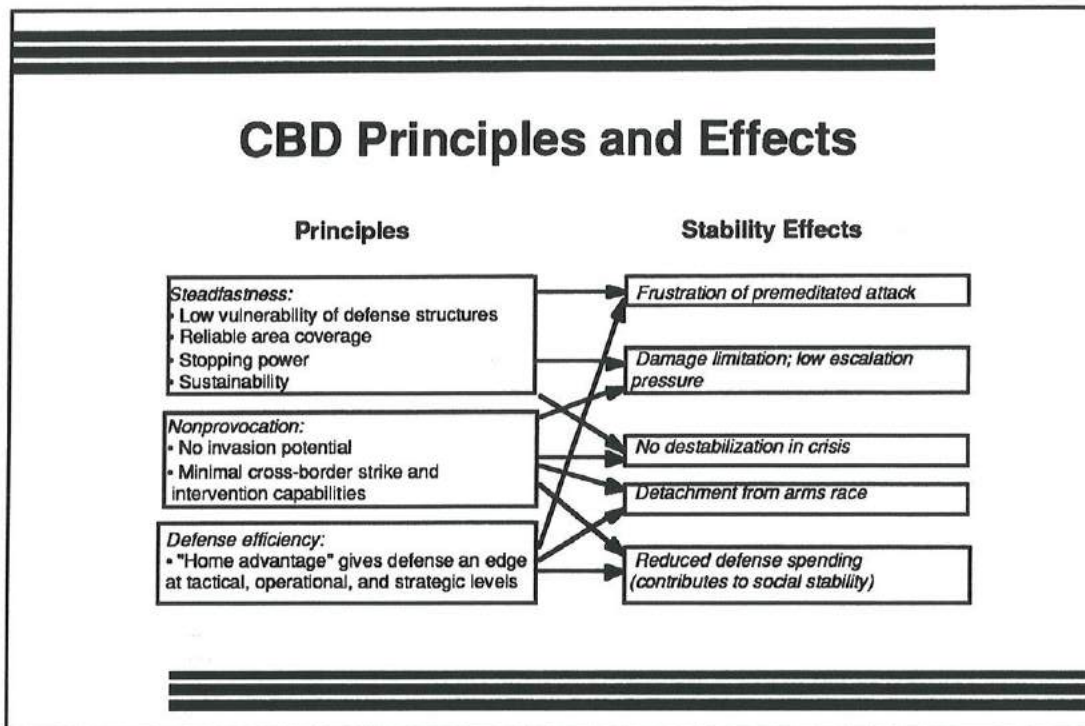 CBD Principles and Effects
Principles
Steadfastness:
• Low vulnerability of defense structures
• Reliable area coverage
• Stopping power
• Sustainability
Nonprovocation:
• No invasion potential
• Minimal cross-border strike and
intervention capabilities
Defense efficiency:
• "Home advantage" gives defense an edge
at tactical, operational, and strategic levels
Stability Effects
Frustration of premeditated attack
Damage limitation; low escalation
pressure
No destabilization in crisis
Detachment from arms race
Reduced defense spending
(contributes to social stability)